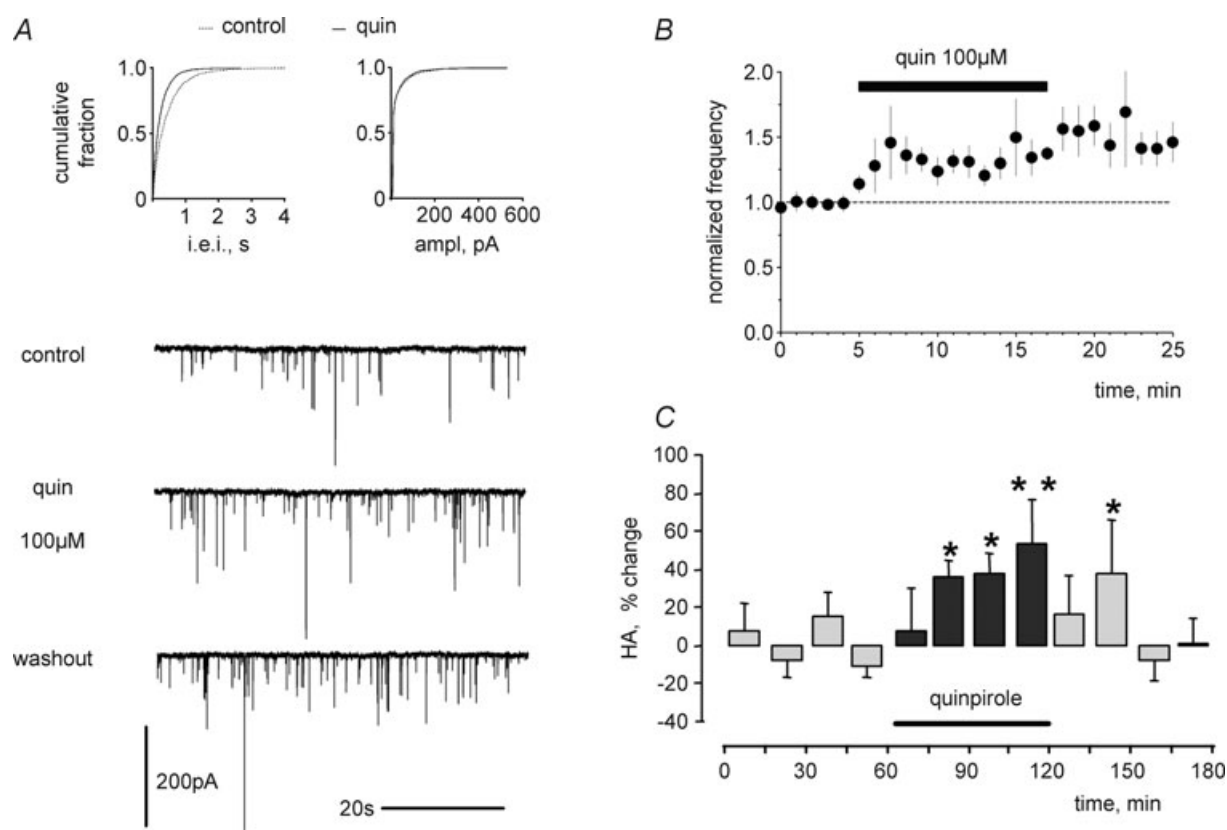 A
control quin
1.0
0.5
0
cumulative
fraction
1 2 3 4
i.e.i., s
1.0
0.5
0
200 400 600
ampl, pA
control
quin
100µM
washout
200pA
20s
B
quin 100µM
2.0
1.5
1.0
0.5
0.0
normalized frequency
0 5 10 15 20 25
time, min
C
100
80
60
40
20
0
-20
-40
HA, % change
* * * * *
quinpirole
0 30 60 90 120 150 180
time, min